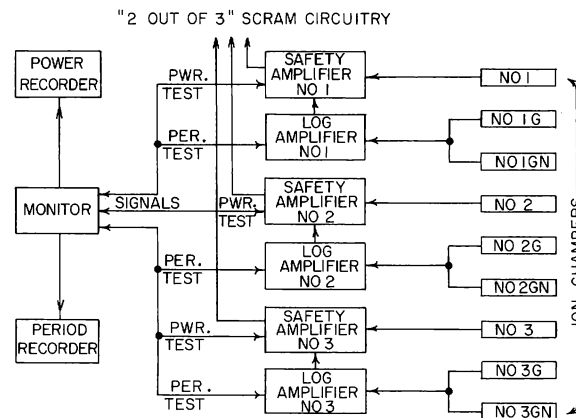 "2 OUT OF 3" SCRAM CIRCUITRY
POWER
RECORDER
PWR.
TEST
SAFETY
AMPLIFIER
NO 1
NO 1
PER.
TEST
LOG
AMPLIFIER
NO 1
NO 1G
NO 1GN
MONITOR
SIGNALS
PWR.
TEST
SAFETY
AMPLIFIER
NO 2
NO 2
PER.
TEST
LOG
AMPLIFIER
NO 2
NO 2G
NO 2GN
ION CHAMBERS
PERIOD
RECORDER
PWR.
TEST
SAFETY
AMPLIFIER
NO 3
NO 3
PER.
TEST
LOG
AMPLIFIER
NO 3
NO 3G
NO 3GN